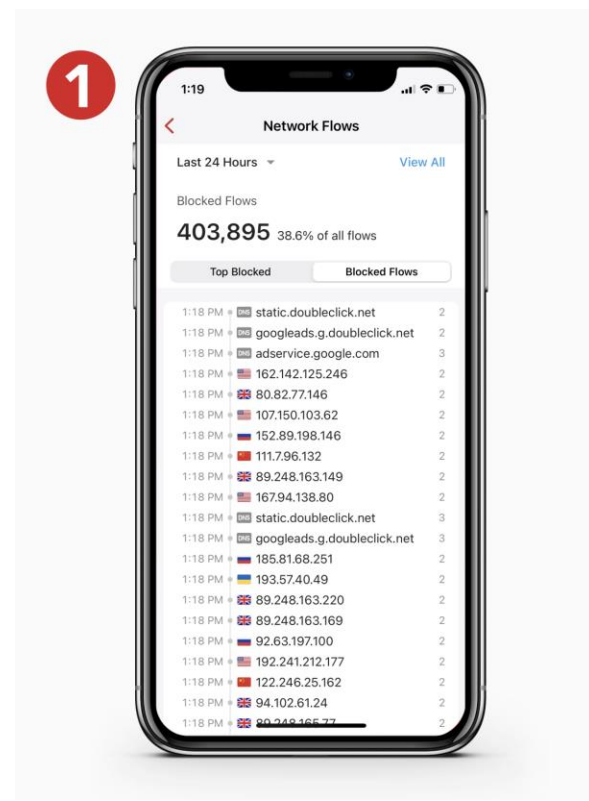 1
1:19
Network Flows
Last 24 Hours View All
Blocked Flows
403,895 38.6% of all flows
Top Blocked Blocked Flows
1:18 PM DNS static.doubleclick.net 2
1:18 PM DNS googleads.g.doubleclick.net 2
1:18 PM DNS adservice.google.com 3
1:18 PM 162.142.125.246 2
1:18 PM 80.82.77.146 2
1:18 PM 107.150.103.62 2
1:18 PM 152.89.198.146 2
1:18 PM 111.7.96.132 2
1:18 PM 89.248.163.149 2
1:18 PM 167.94.138.80 2
1:18 PM DNS static.doubleclick.net 3
1:18 PM DNS googleads.g.doubleclick.net 3
1:18 PM 185.81.68.251 2
1:18 PM 193.57.40.49 2
1:18 PM 89.248.163.220 2
1:18 PM 89.248.163.169 2
1:18 PM 92.63.197.100 2
1:18 PM 192.241.212.177 2
1:18 PM 122.246.25.162 2
1:18 PM 94.102.61.24 2
1:18 PM 89.248.165.77 2